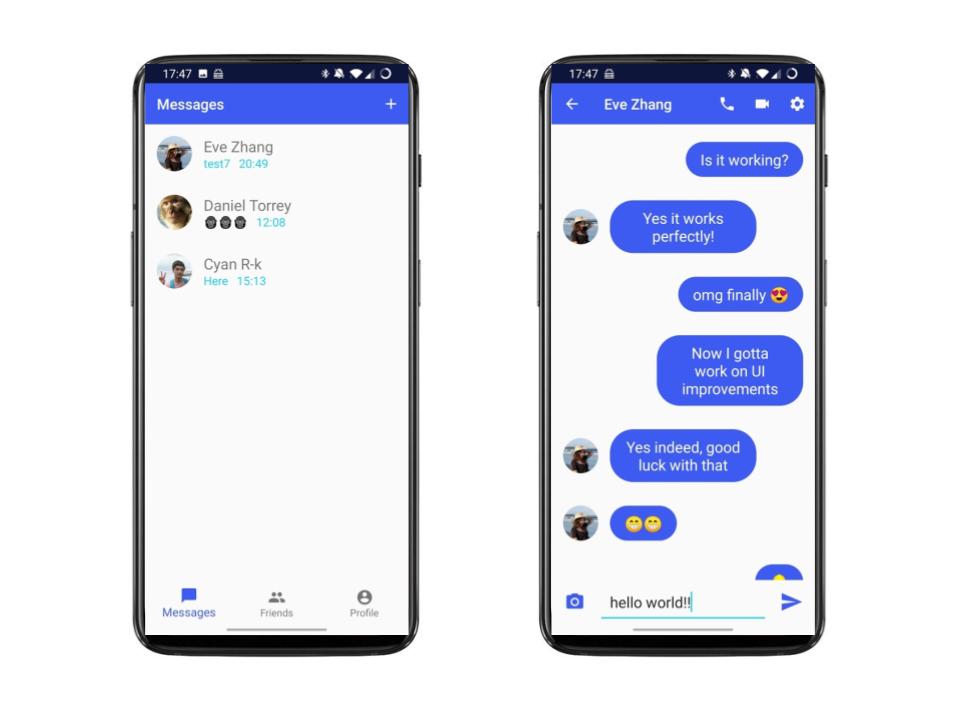 17:47
Messages
+
Eve Zhang
test7 20:49
Daniel Torrey
🦍🦍🦍 12:08
Cyan R-k
Here 15:13
Messages
Friends
Profile
17:47
Eve Zhang
Is it working?
Yes it works
perfectly!
omg finally 😍
Now I gotta
work on UI
improvements
Yes indeed, good
luck with that
😁😁
hello world!!